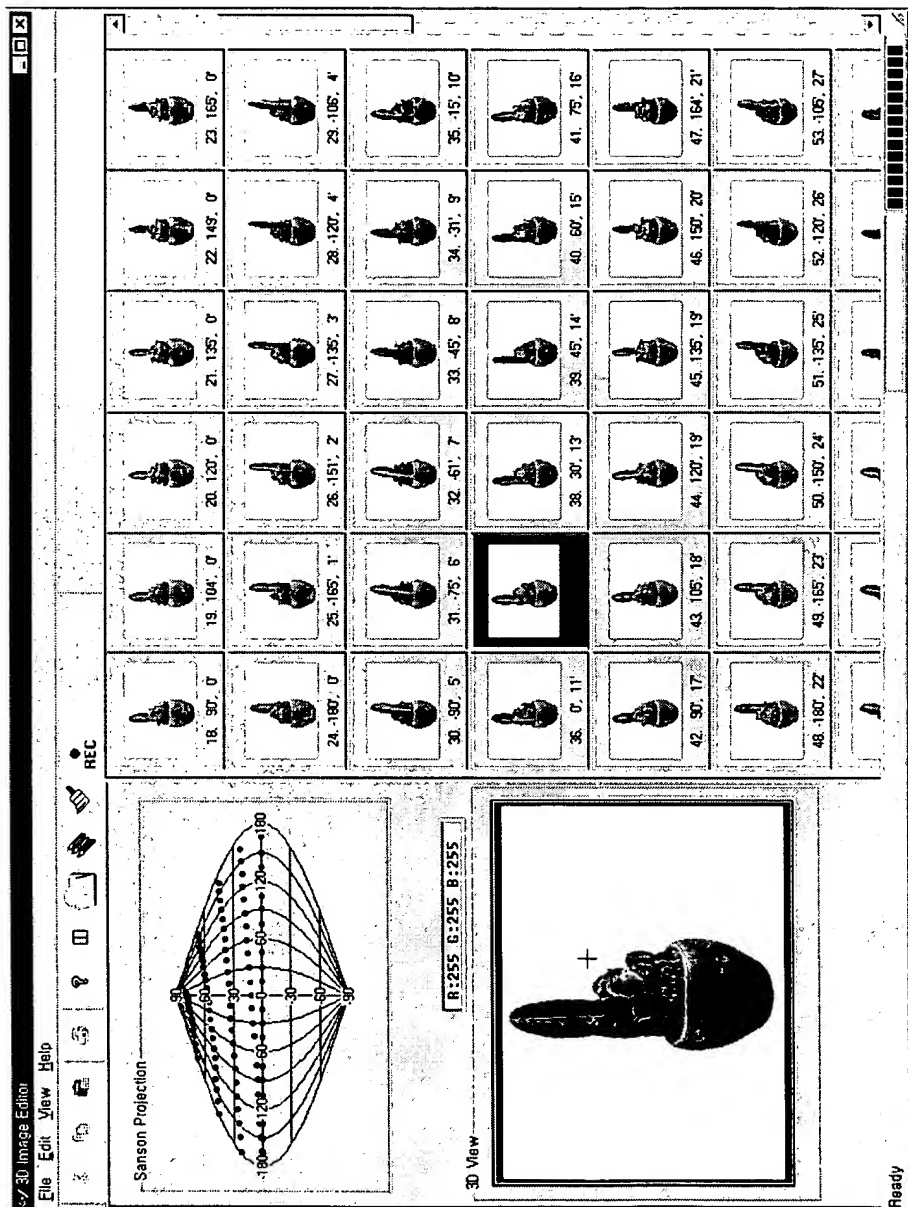 3D Image Editor
File Edit View Help
REC
Sanson Projection
90
60
30
-180 -120 60 0 60 120 180
-30
60
90
R:255 G:255 B:255
3D View
18. 90', 0' 19. 104', 0' 20. 120', 0' 21. 135', 0' 22. 149', 0' 23. 165', 0'
24. -180', 0' 25. -165', 1' 26. -151', 2' 27. -135', 3' 28. -120', 4' 29. -106', 4'
30. -90', 5' 31. -75', 6' 32. -61', 7' 33. -45', 8' 34. -31', 9' 35. -15', 10'
36. 0', 11' 38. 30', 13' 39. 45', 14' 40. 60', 15' 41. 75', 16'
42. 90', 17' 43. 105', 18' 44. 120', 19' 45. 135', 19' 46. 150', 20' 47. 164', 21'
48. -180', 22' 49. -165', 23' 50. -150', 24' 51. -135', 25' 52. -120', 26' 53. -105', 27'
Ready